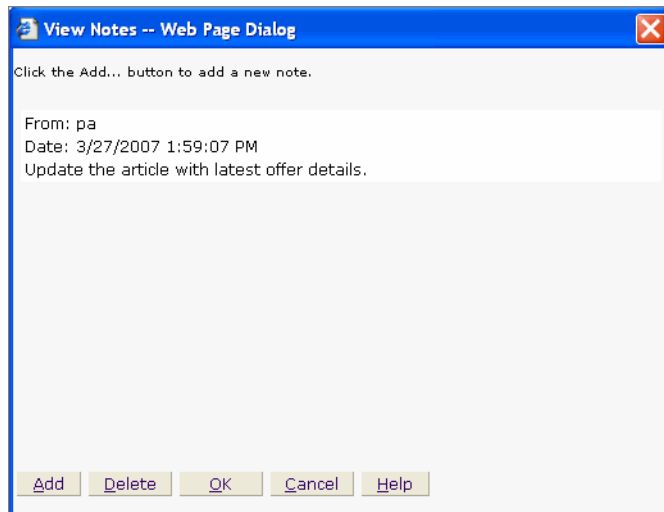 View Notes -- Web Page Dialog
Click the Add... button to add a new note.
From: pa
Date: 3/27/2007 1:59:07 PM
Update the article with latest offer details.
Add Delete OK Cancel Help